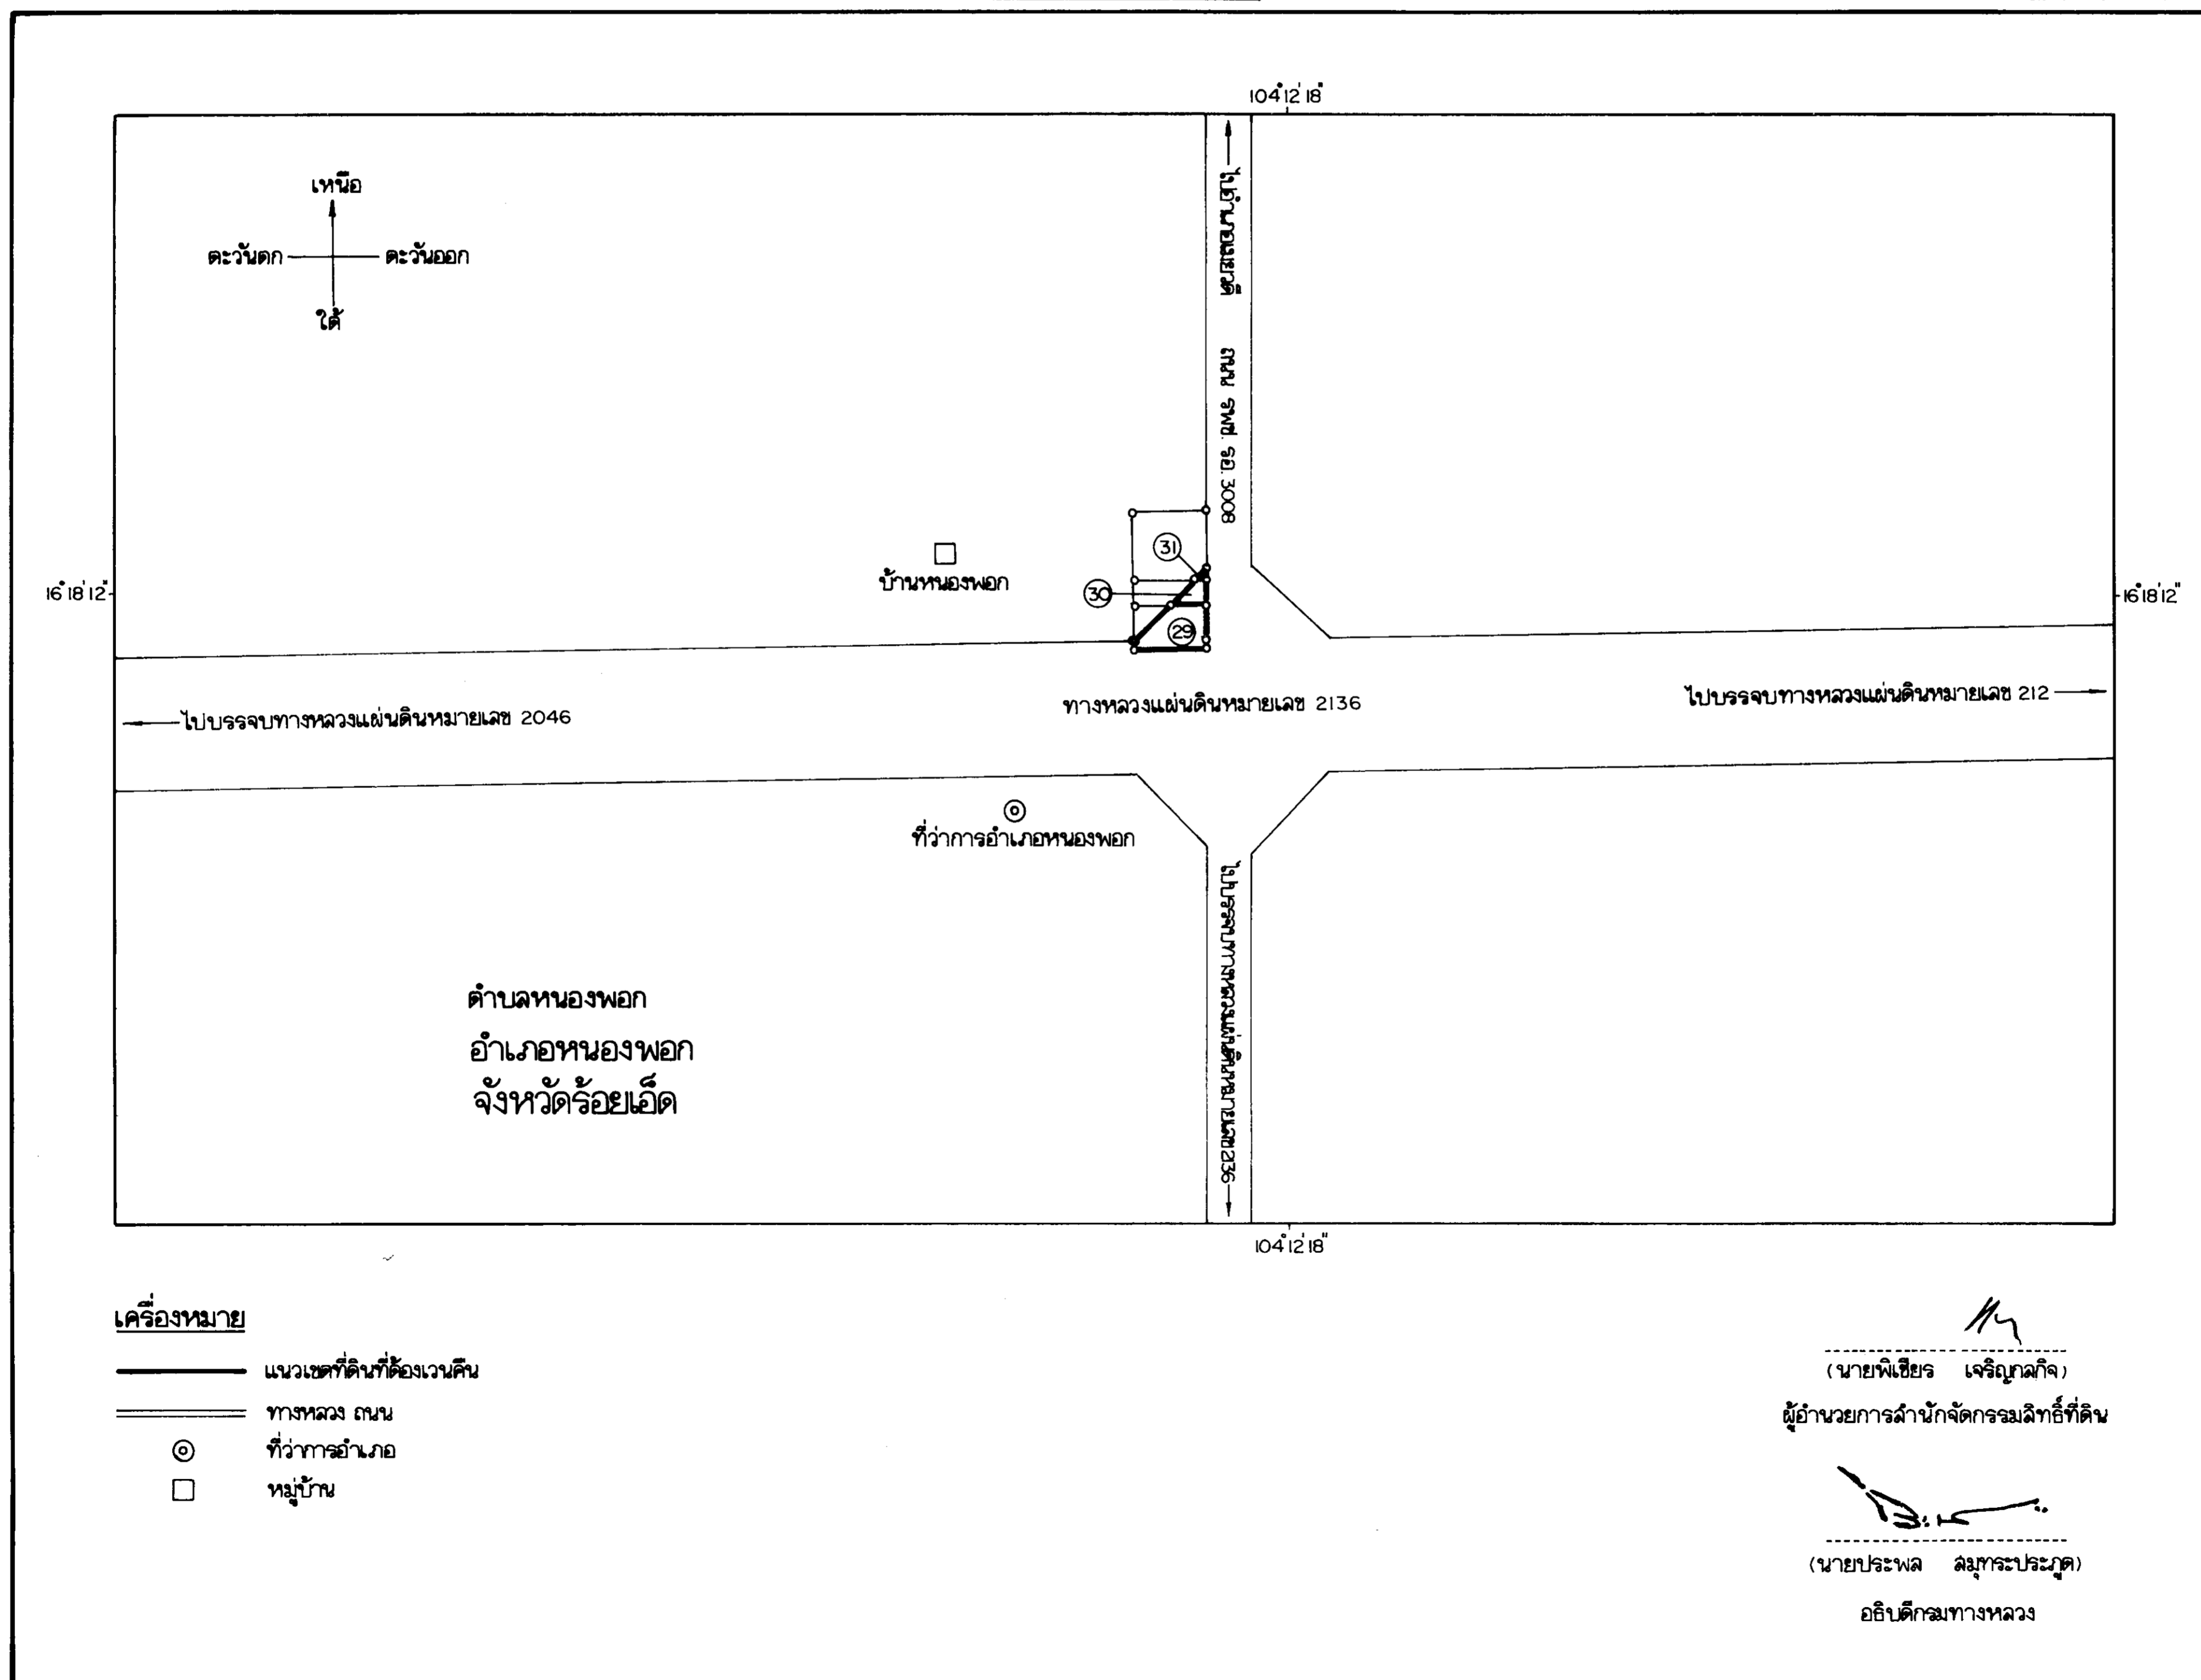 104° 12' 18"
เหนือ
ตะวันตก
ตะวันออก
ใต้
ไปอำเภอเมยวดี
ถนน รพช. รอ. 3008
บ้านหนองพอก
31
30
29
16° 18' 12"
16° 18' 12"
ไปบรรจบทางหลวงแผ่นดินหมายเลข 2046
ทางหลวงแผ่นดินหมายเลข 2136
ไปบรรจบทางหลวงแผ่นดินหมายเลข 212
ที่ว่าการอำเภอหนองพอก
ไปบรรจบทางหลวงแผ่นดินหมายเลข 2136
ตำบลหนองพอก
อำเภอหนองพอก
จังหวัดร้อยเอ็ด
104° 12' 18"
เครื่องหมาย
แนวเขตที่ดินที่ต้องเวนคืน
ทางหลวง ถนน
ที่ว่าการอำเภอ
หมู่บ้าน
(นายพิเชียร เจริญกลกิจ)
ผู้อำนวยการสำนักจัดกรรมสิทธิ์ที่ดิน
(นายประพล สมุทระประภูต)
อธิบดีกรมทางหลวง